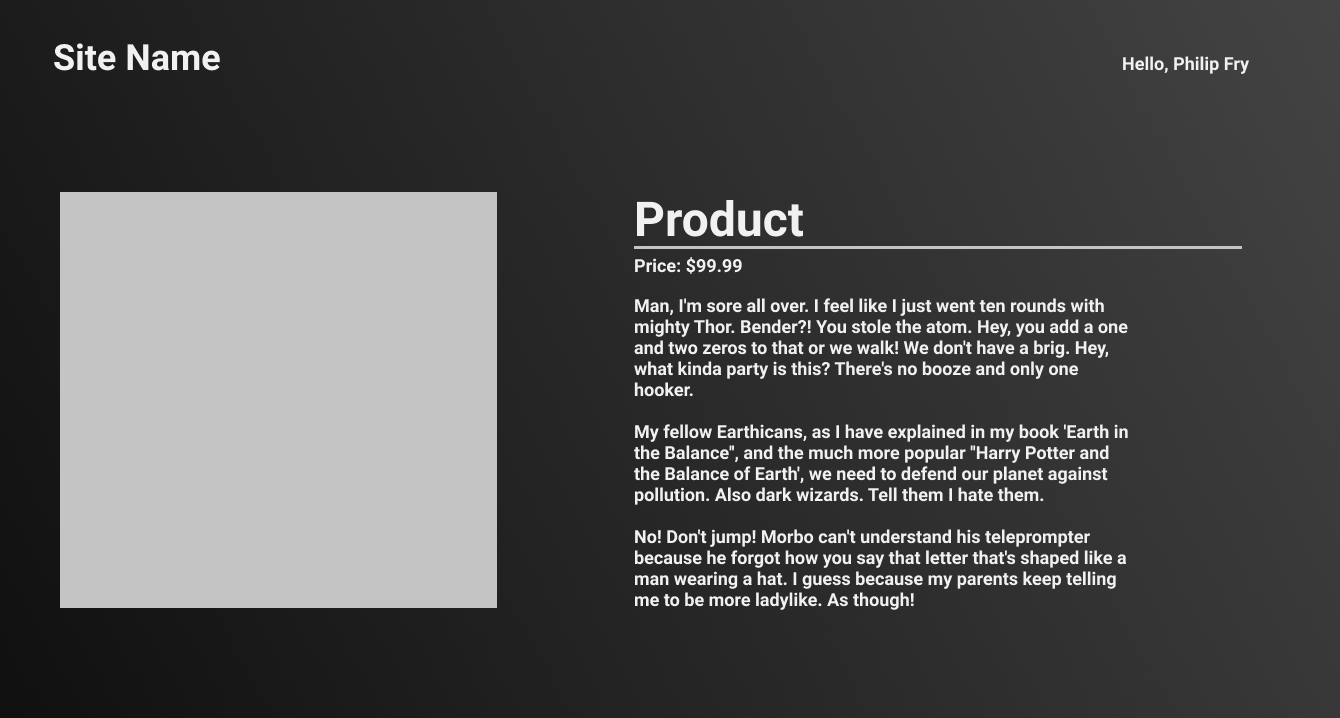 Site Name
Hello, Philip Fry
Product
Price: $99.99
Man, I'm sore all over. I feel like I just went ten rounds with
mighty Thor. Bender?! You stole the atom. Hey, you add a one
and two zeros to that or we walk! We don't have a brig. Hey,
what kinda party is this? There's no booze and only one
hooker.
My fellow Earthicans, as I have explained in my book 'Earth in
the Balance", and the much more popular "Harry Potter and
the Balance of Earth', we need to defend our planet against
pollution. Also dark wizards. Tell them I hate them.
No! Don't jump! Morbo can't understand his teleprompter
because he forgot how you say that letter that's shaped like a
man wearing a hat. I guess because my parents keep telling
me to be more ladylike. As though!